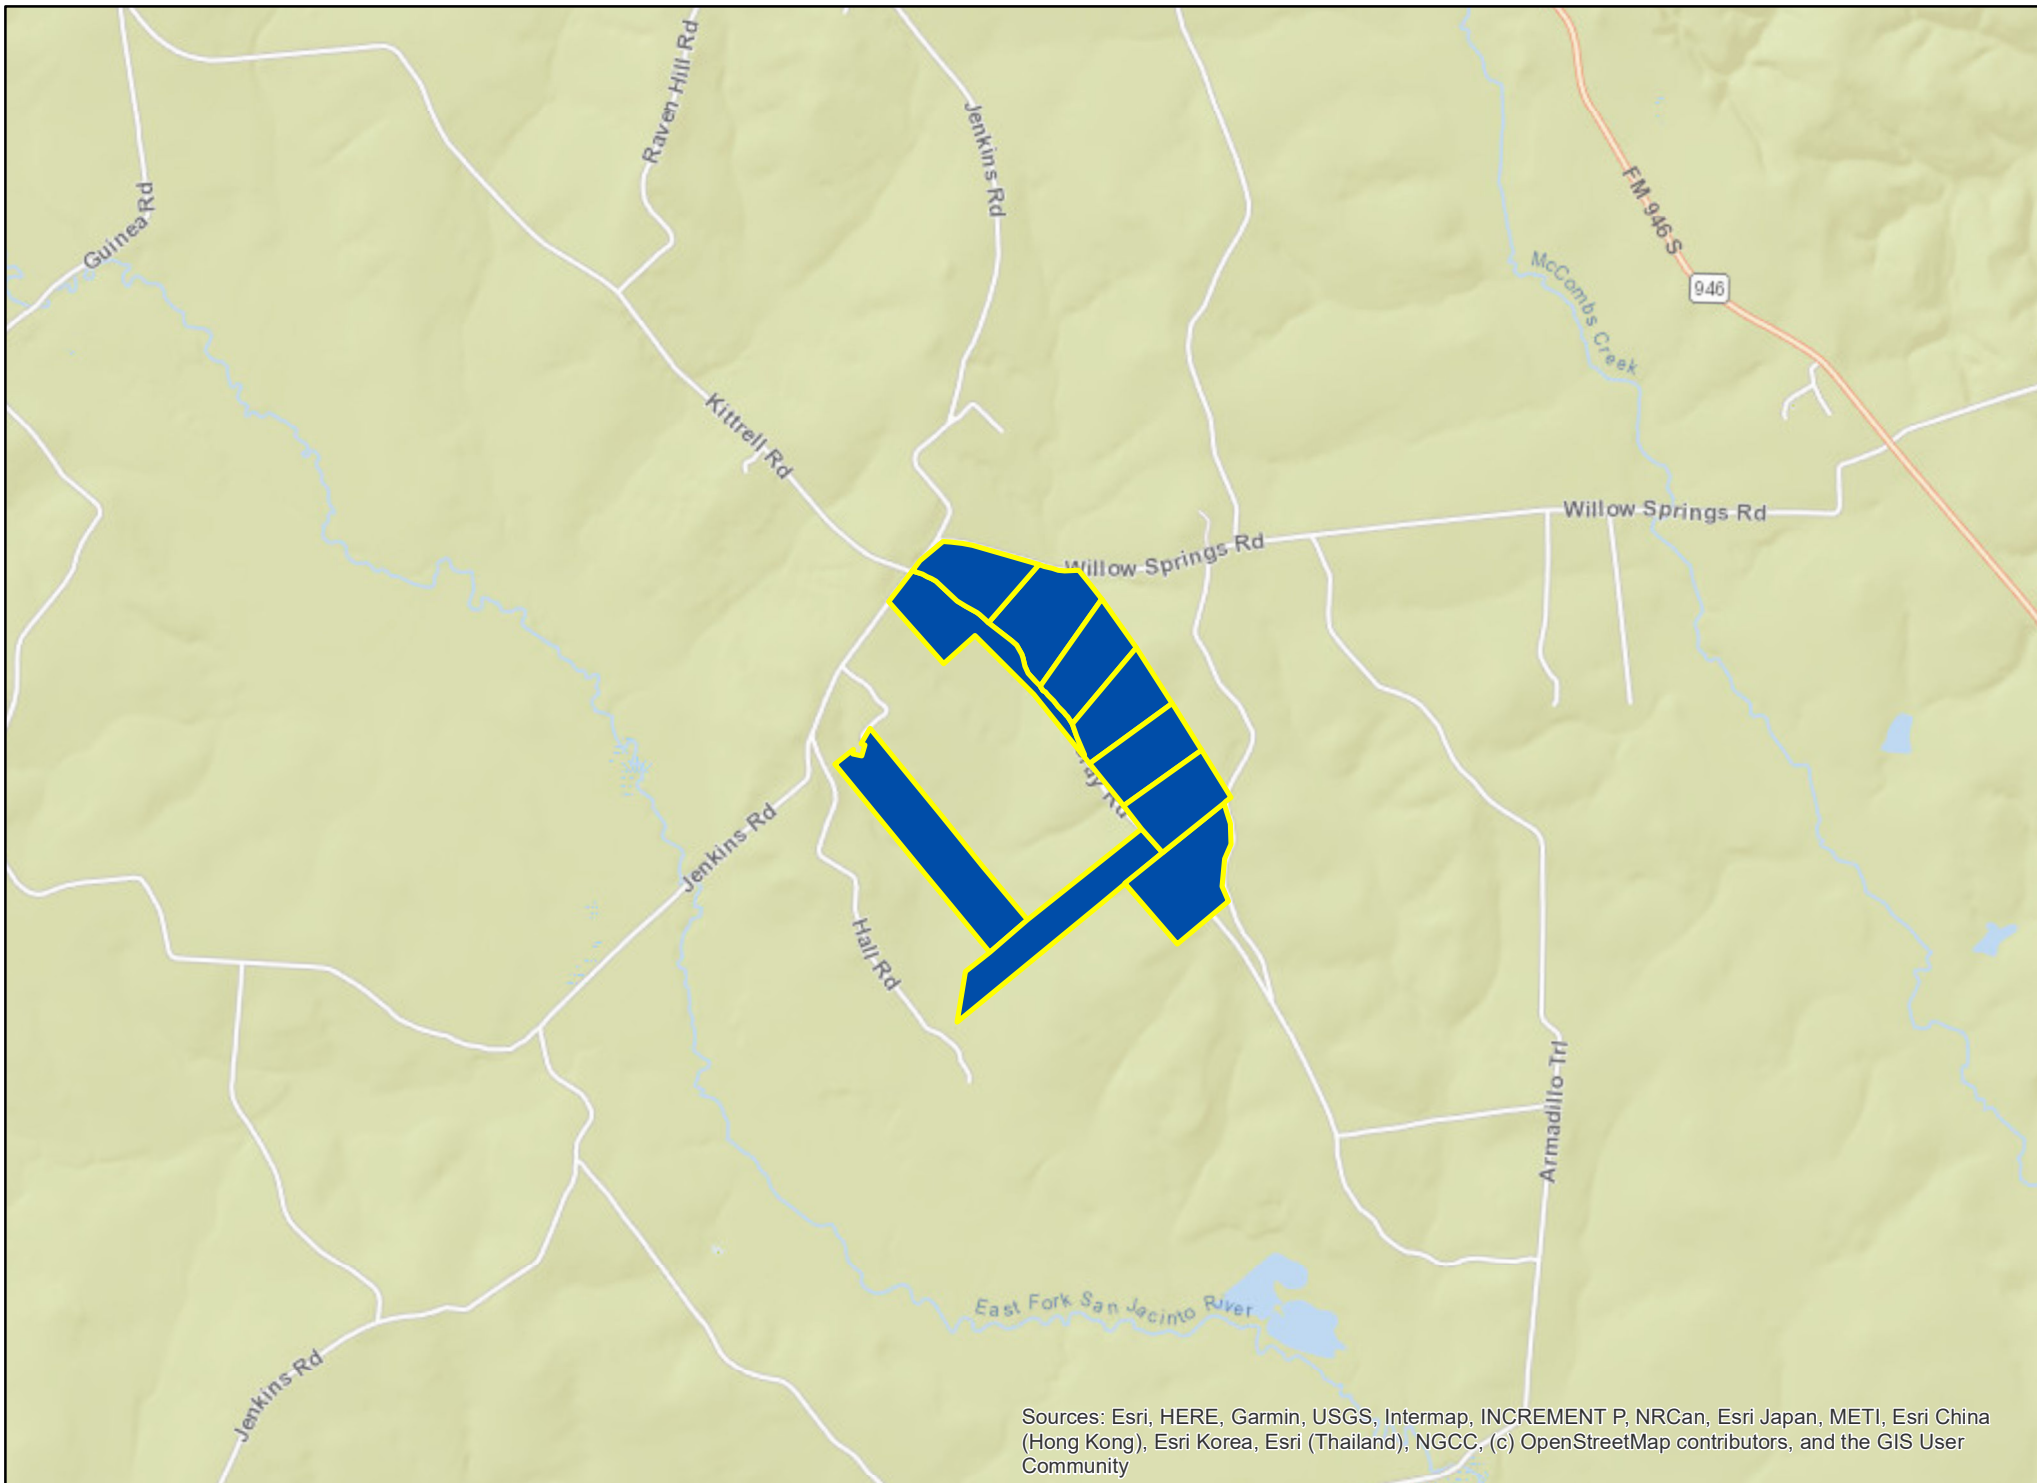 Raven Hill Rd
Jenkins Rd
Guinea Rd
FM 946 S
McCombs Creek
946
Kittrell Rd
Willow Springs Rd
Willow Springs Rd
Rd
Jenkins Rd
Hall Rd
Armadillo Trl
East Fork San Jacinto River
Jenkins Rd
Sources: Esri, HERE, Garmin, USGS, Intermap, INCREMENT P, NRCan, Esri Japan, METI, Esri China
(Hong Kong), Esri Korea, Esri (Thailand), NGCC, (c) OpenStreetMap contributors, and the GIS User
Community